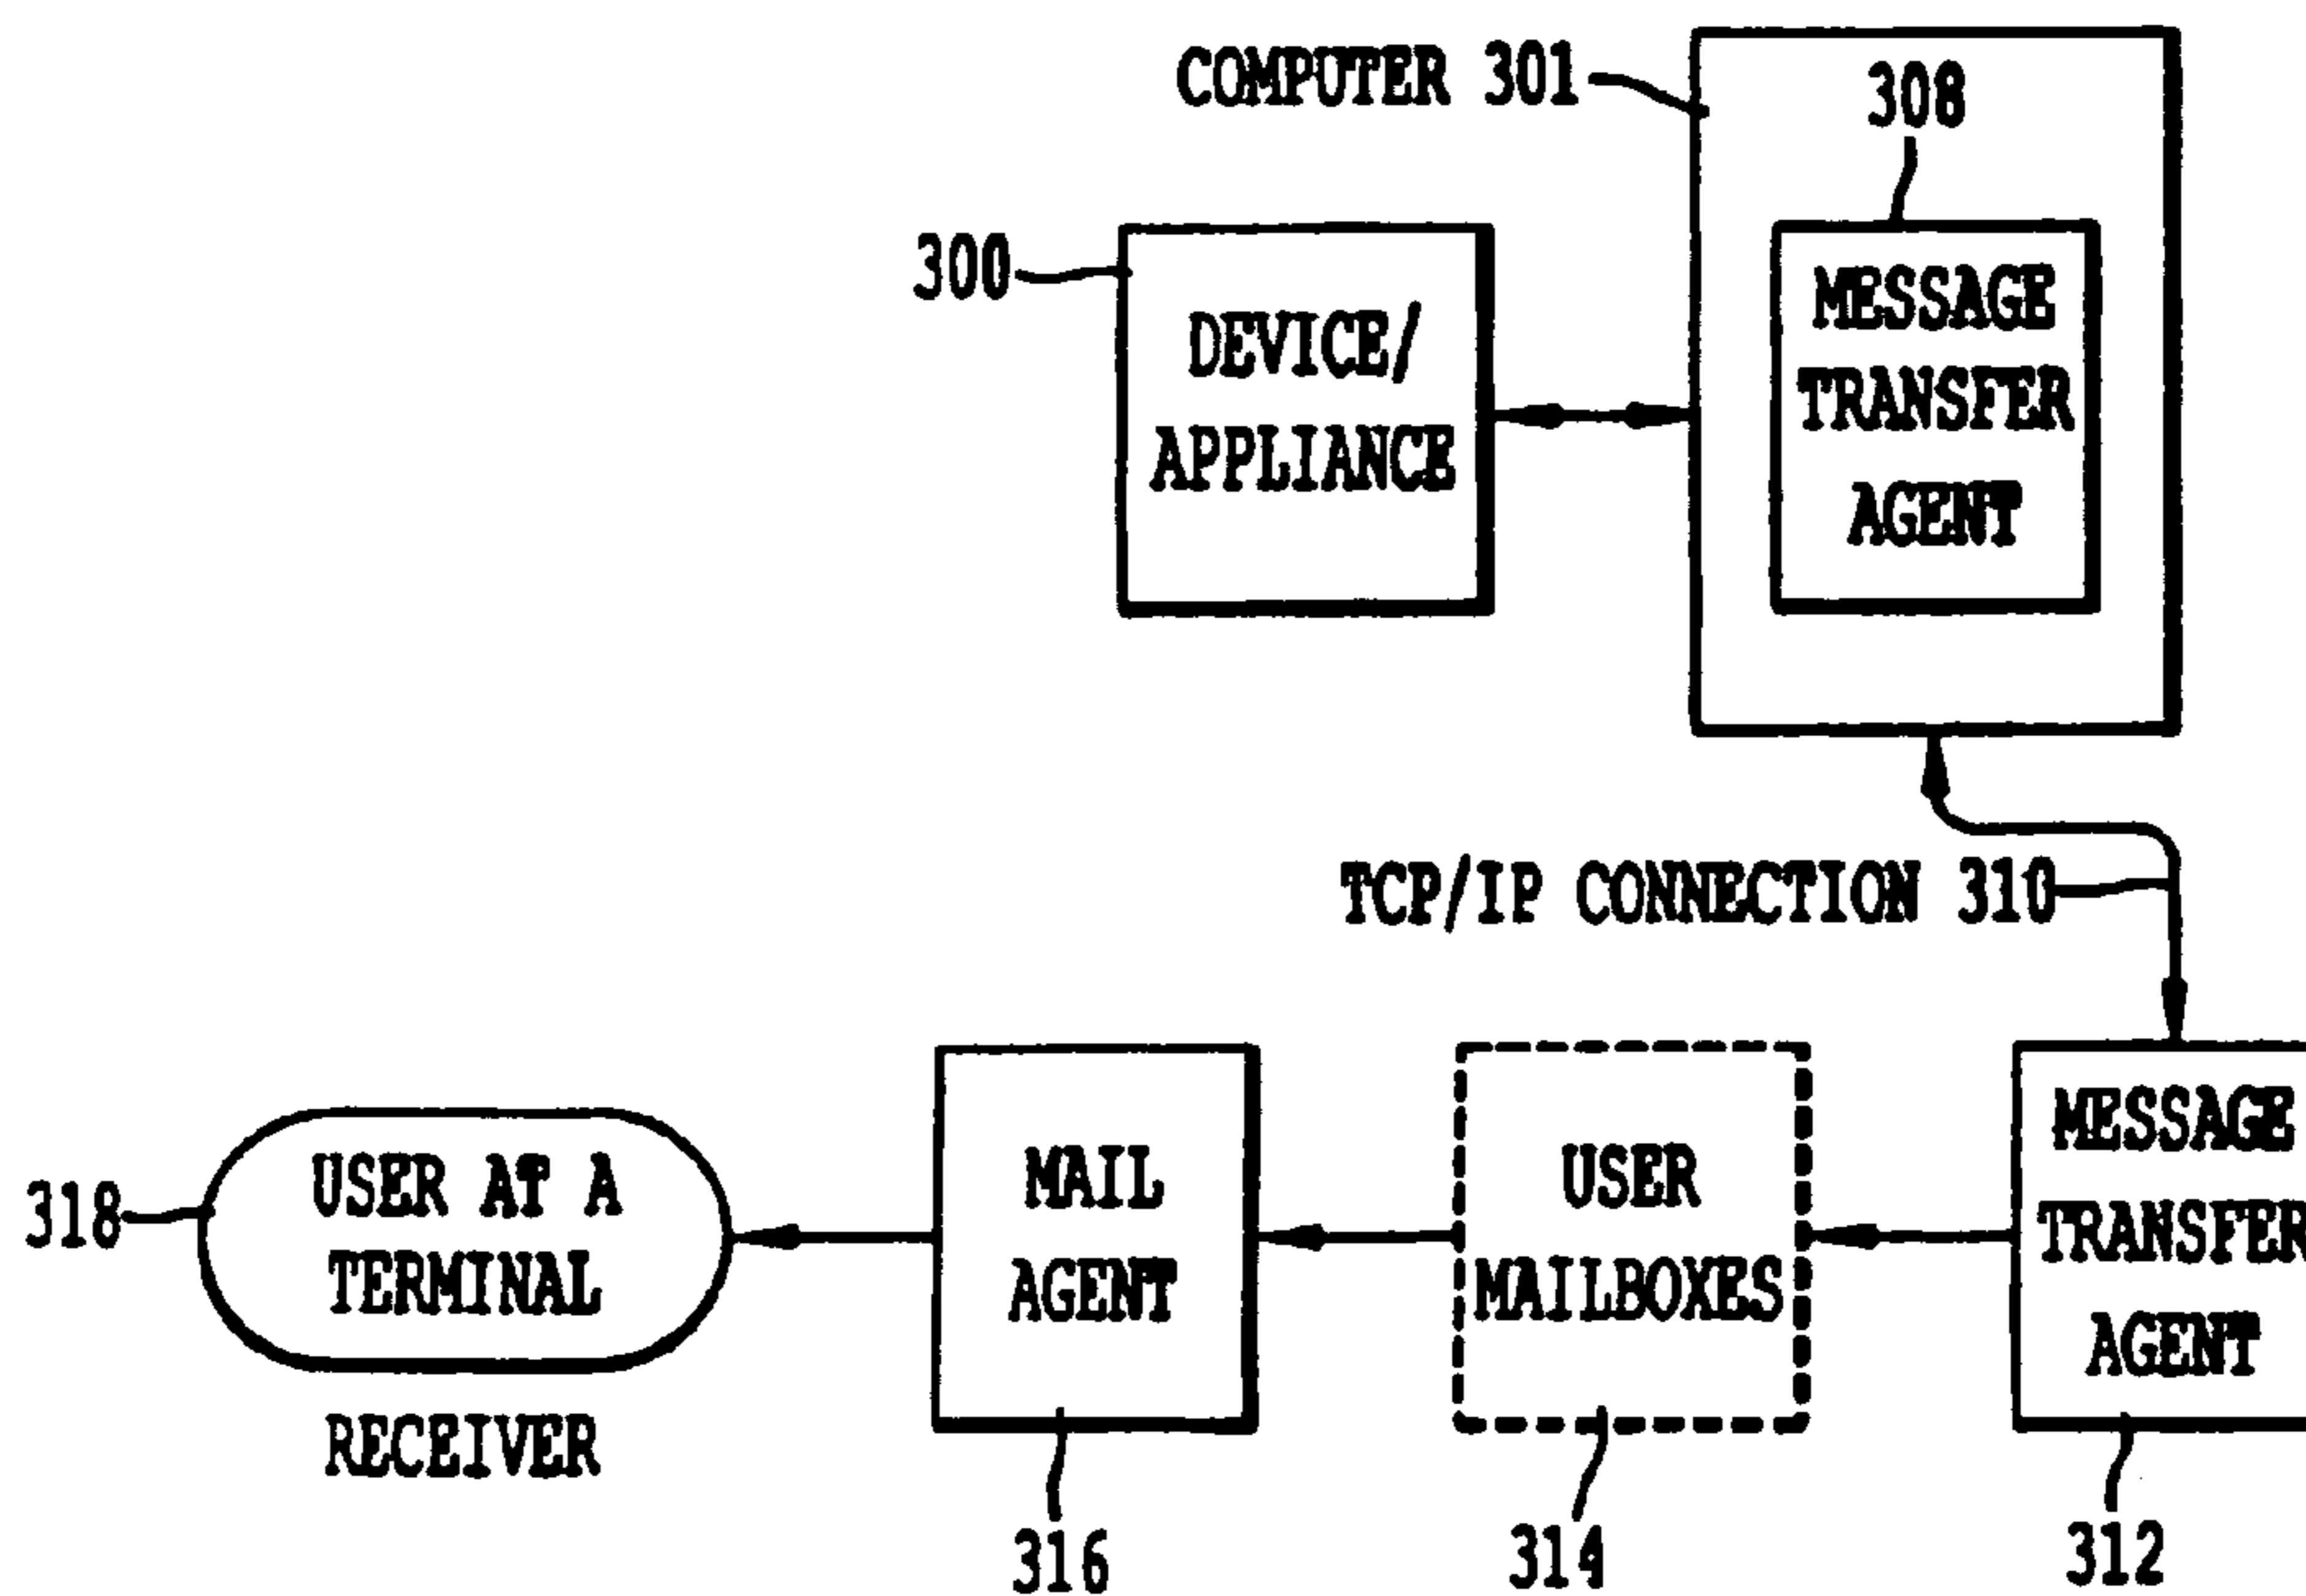 COMPUTER 301
308
300
DEVICE/
APPLIANCE
MESSAGE
TRANSFER
AGENT
TCP/IP CONNECTION 310
318
USER AT A
TERMINAL
RECEIVER
MAIL
AGENT
316
USER
MAILBOXES
314
MESSAGE
TRANSFER
AGENT
312